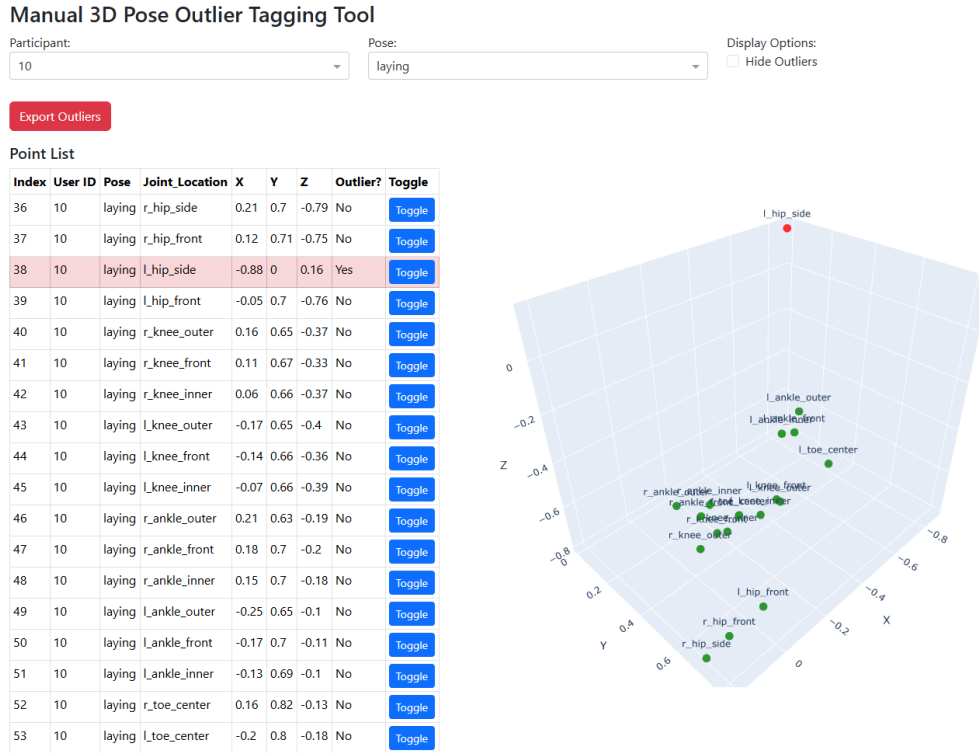 Manual 3D Pose Outlier Tagging Tool
Participant: Pose: Display Options:
10 laying Hide Outliers
Export Outliers
Point List
Index User ID Pose Joint_Location X Y Z Outlier? Toggle
36 10 laying r_hip_side 0.21 0.7 -0.79 No Toggle
37 10 laying r_hip_front 0.12 0.71 -0.75 No Toggle
38 10 laying l_hip_side -0.88 0 0.16 Yes Toggle
39 10 laying l_hip_front -0.05 0.7 -0.76 No Toggle
40 10 laying r_knee_outer 0.16 0.65 -0.37 No Toggle
41 10 laying r_knee_front 0.11 0.67 -0.33 No Toggle
42 10 laying r_knee_inner 0.06 0.66 -0.37 No Toggle
43 10 laying l_knee_outer -0.17 0.65 -0.4 No Toggle
44 10 laying l_knee_front -0.14 0.66 -0.36 No Toggle
45 10 laying l_knee_inner -0.07 0.66 -0.39 No Toggle
46 10 laying r_ankle_outer 0.21 0.63 -0.19 No Toggle
47 10 laying r_ankle_front 0.18 0.7 -0.2 No Toggle
48 10 laying r_ankle_inner 0.15 0.7 -0.18 No Toggle
49 10 laying l_ankle_outer -0.25 0.65 -0.1 No Toggle
50 10 laying l_ankle_front -0.17 0.7 -0.11 No Toggle
51 10 laying l_ankle_inner -0.13 0.69 -0.1 No Toggle
52 10 laying r_toe_center 0.16 0.82 -0.13 No Toggle
53 10 laying l_toe_center -0.2 0.8 -0.18 No Toggle
l_hip_side
l_ankle_outer
l_toe_center
r_knee_outer
l_hip_front
r_hip_front
r_hip_side
Z
0
−0.2
−0.4
−0.6
−0.8
Y
0
0.2
0.4
0.6
X
−0.8
−0.6
−0.4
−0.2
0